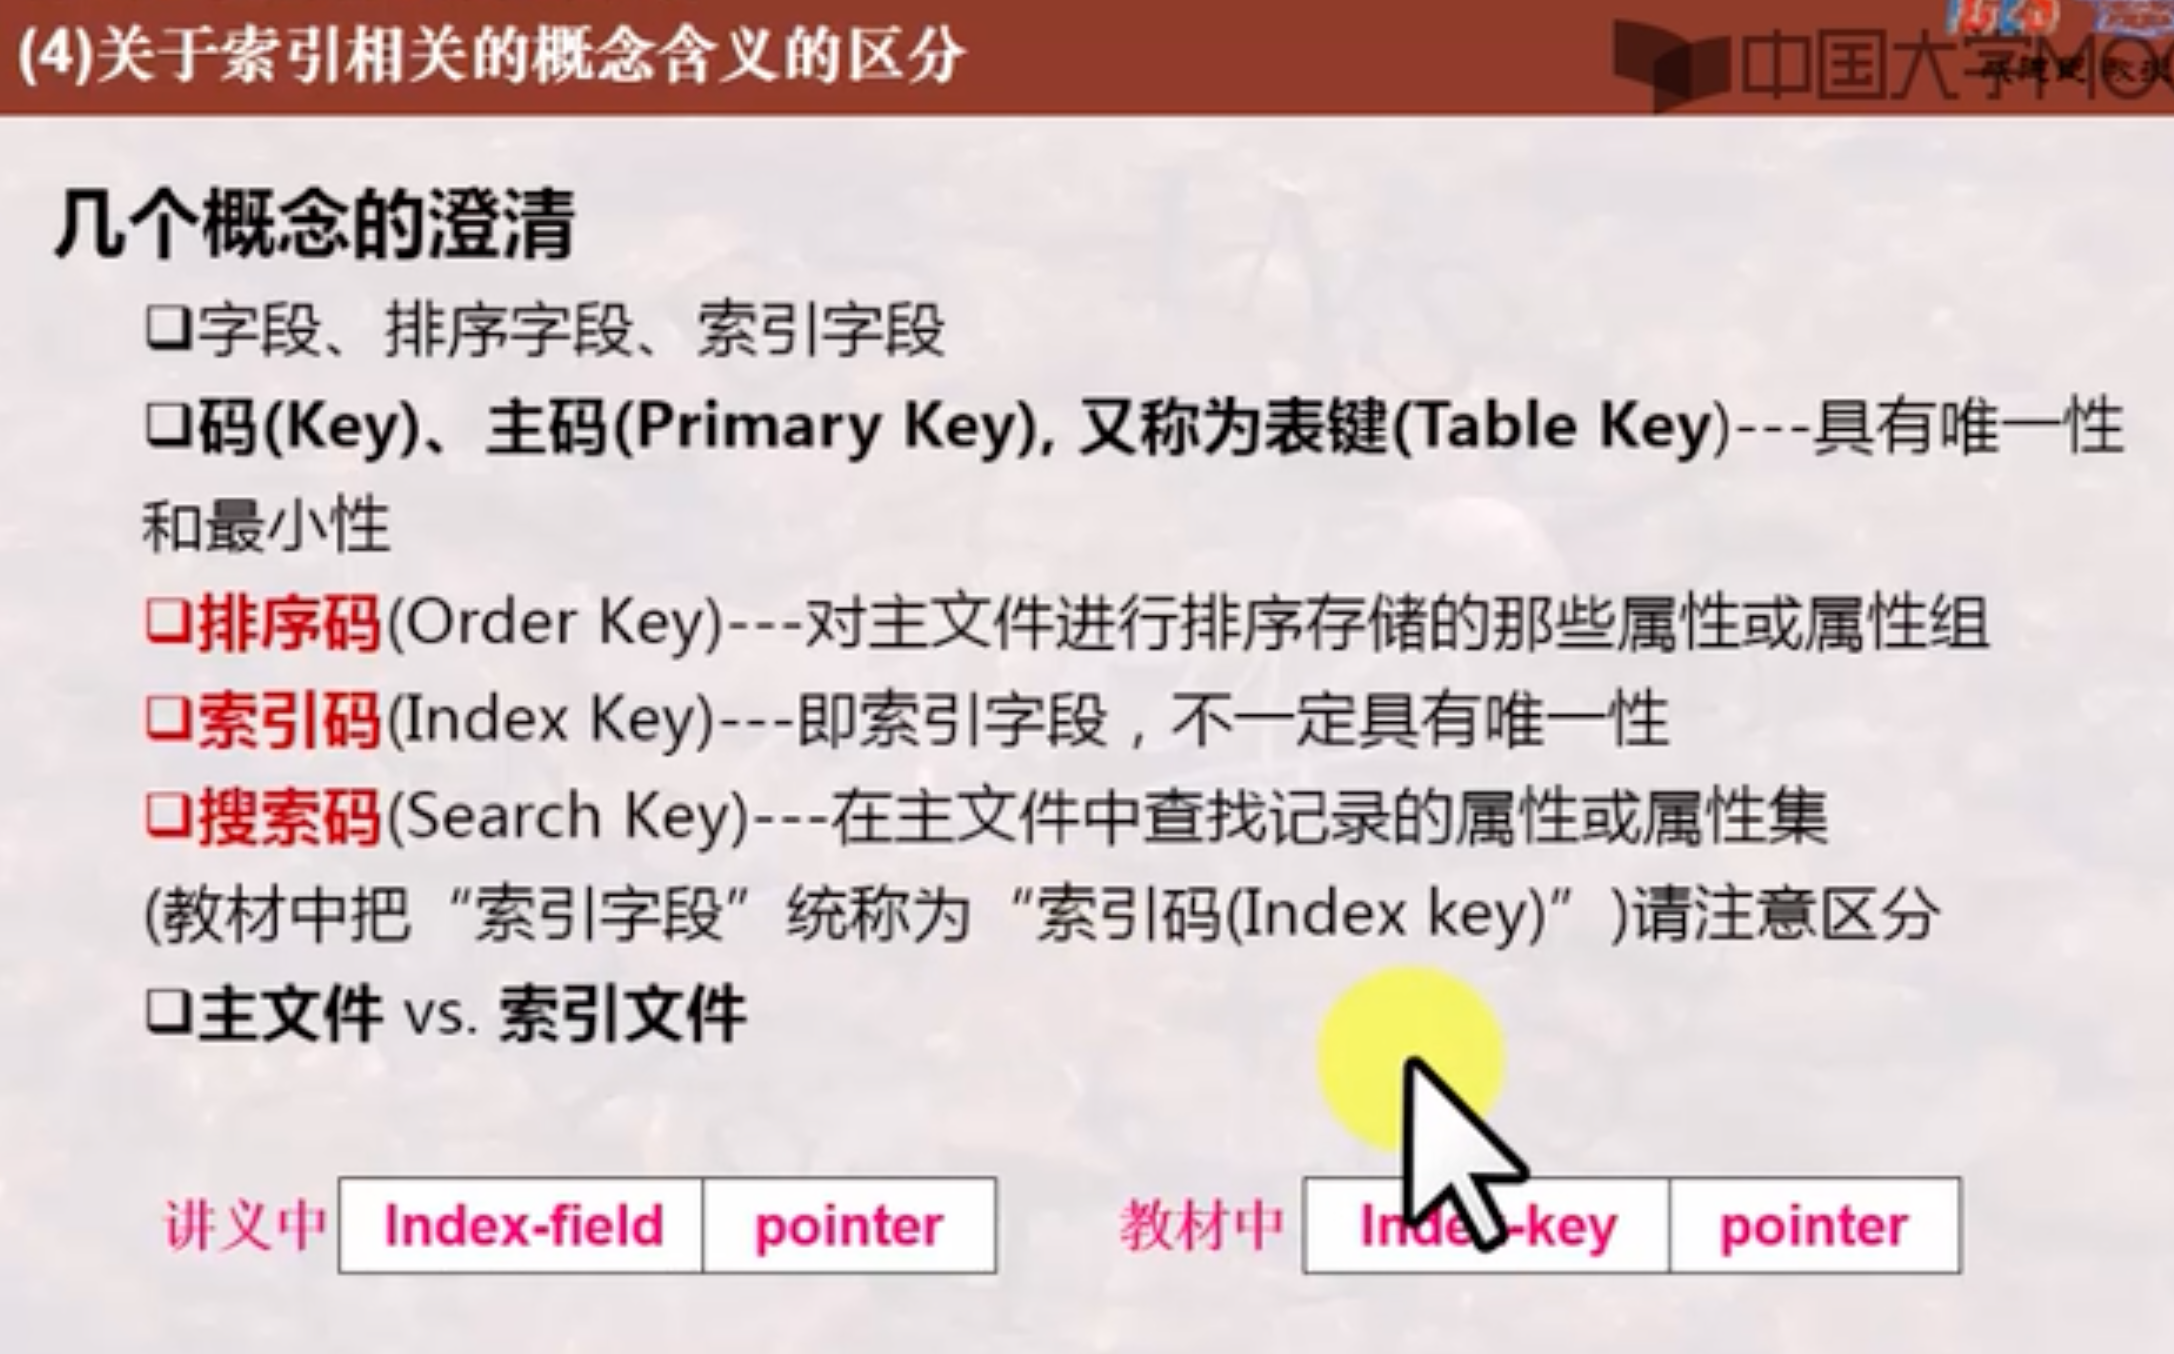 (4)关于索引相关的概念含义的区分
中国大学MOO
几个概念的澄清
❑字段、排序字段、索引字段
❑码(Key)、主码(Primary Key), 又称为表键(Table Key)---具有唯一性
和最小性
❑排序码(Order Key)---对主文件进行排序存储的那些属性或属性组
❑索引码(Index Key)---即索引字段，不一定具有唯一性
❑搜索码(Search Key)---在主文件中查找记录的属性或属性集
(教材中把“索引字段”统称为“索引码(Index key)”)请注意区分
❑主文件 vs. 索引文件
讲义中 Index-field pointer 教材中 Index-key pointer